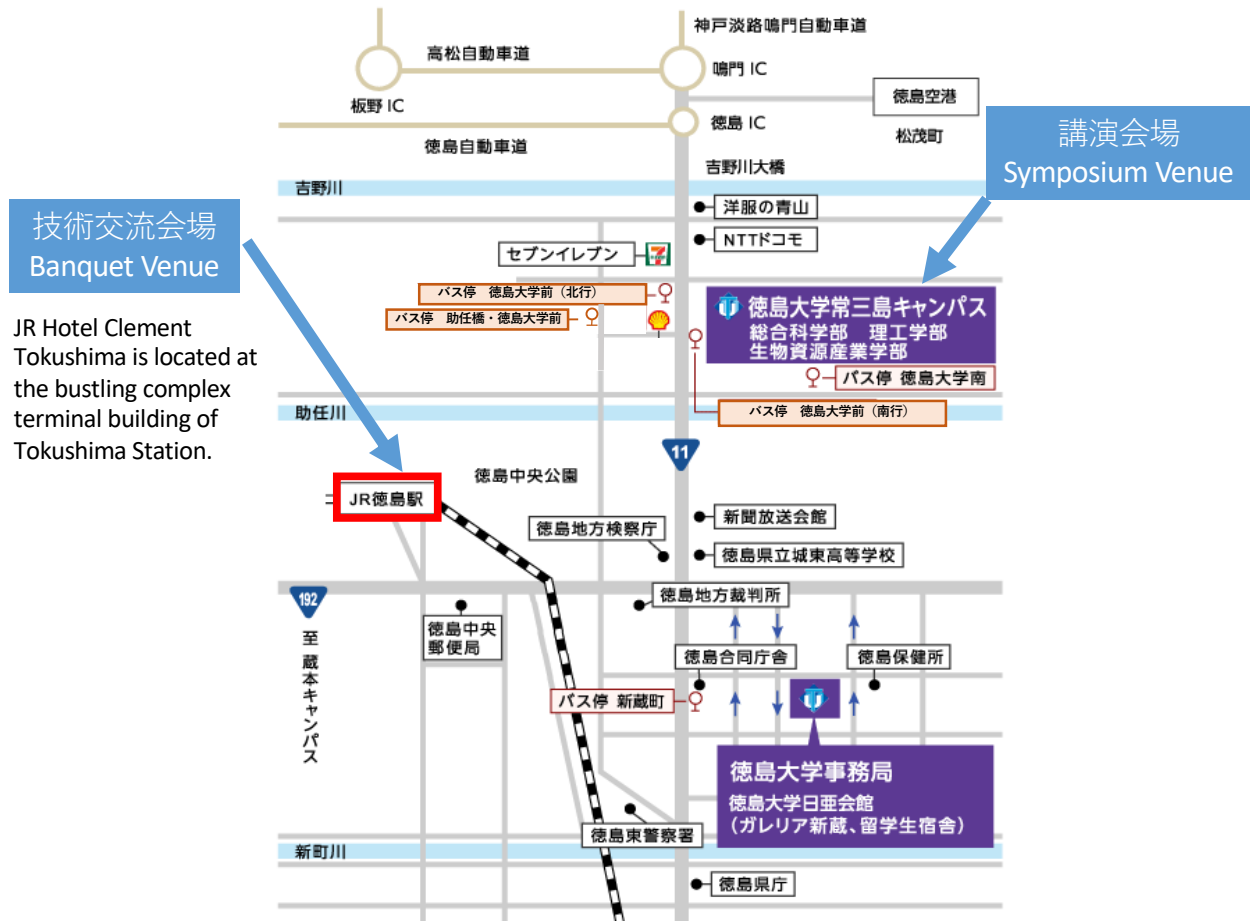 神戸淡路鳴門自動車道
高松自動車道
鳴門 IC
板野 IC
徳島空港
徳島 IC
松茂町
徳島自動車道
講演会場
Symposium Venue
吉野川大橋
吉野川
洋服の青山
技術交流会場
Banquet Venue
NTTドコモ
セブンイレブン
バス停 徳島大学前（北行）
バス停 助任橋・徳島大学前
徳島大学常三島キャンパス
総合科学部 理工学部
生物資源産業学部
JR Hotel Clement
Tokushima is located at
the bustling complex
terminal building of
Tokushima Station.
バス停 徳島大学南
助任川
バス停 徳島大学前（南行）
11
徳島中央公園
JR徳島駅
新聞放送会館
徳島地方検察庁
徳島県立城東高等学校
192
徳島地方裁判所
至 蔵本キャンパス
徳島中央
郵便局
徳島合同庁舎
徳島保健所
バス停 新蔵町
徳島大学事務局
徳島大学日亜会館
(ガレリア新蔵、留学生宿舎)
徳島東警察署
新町川
徳島県庁